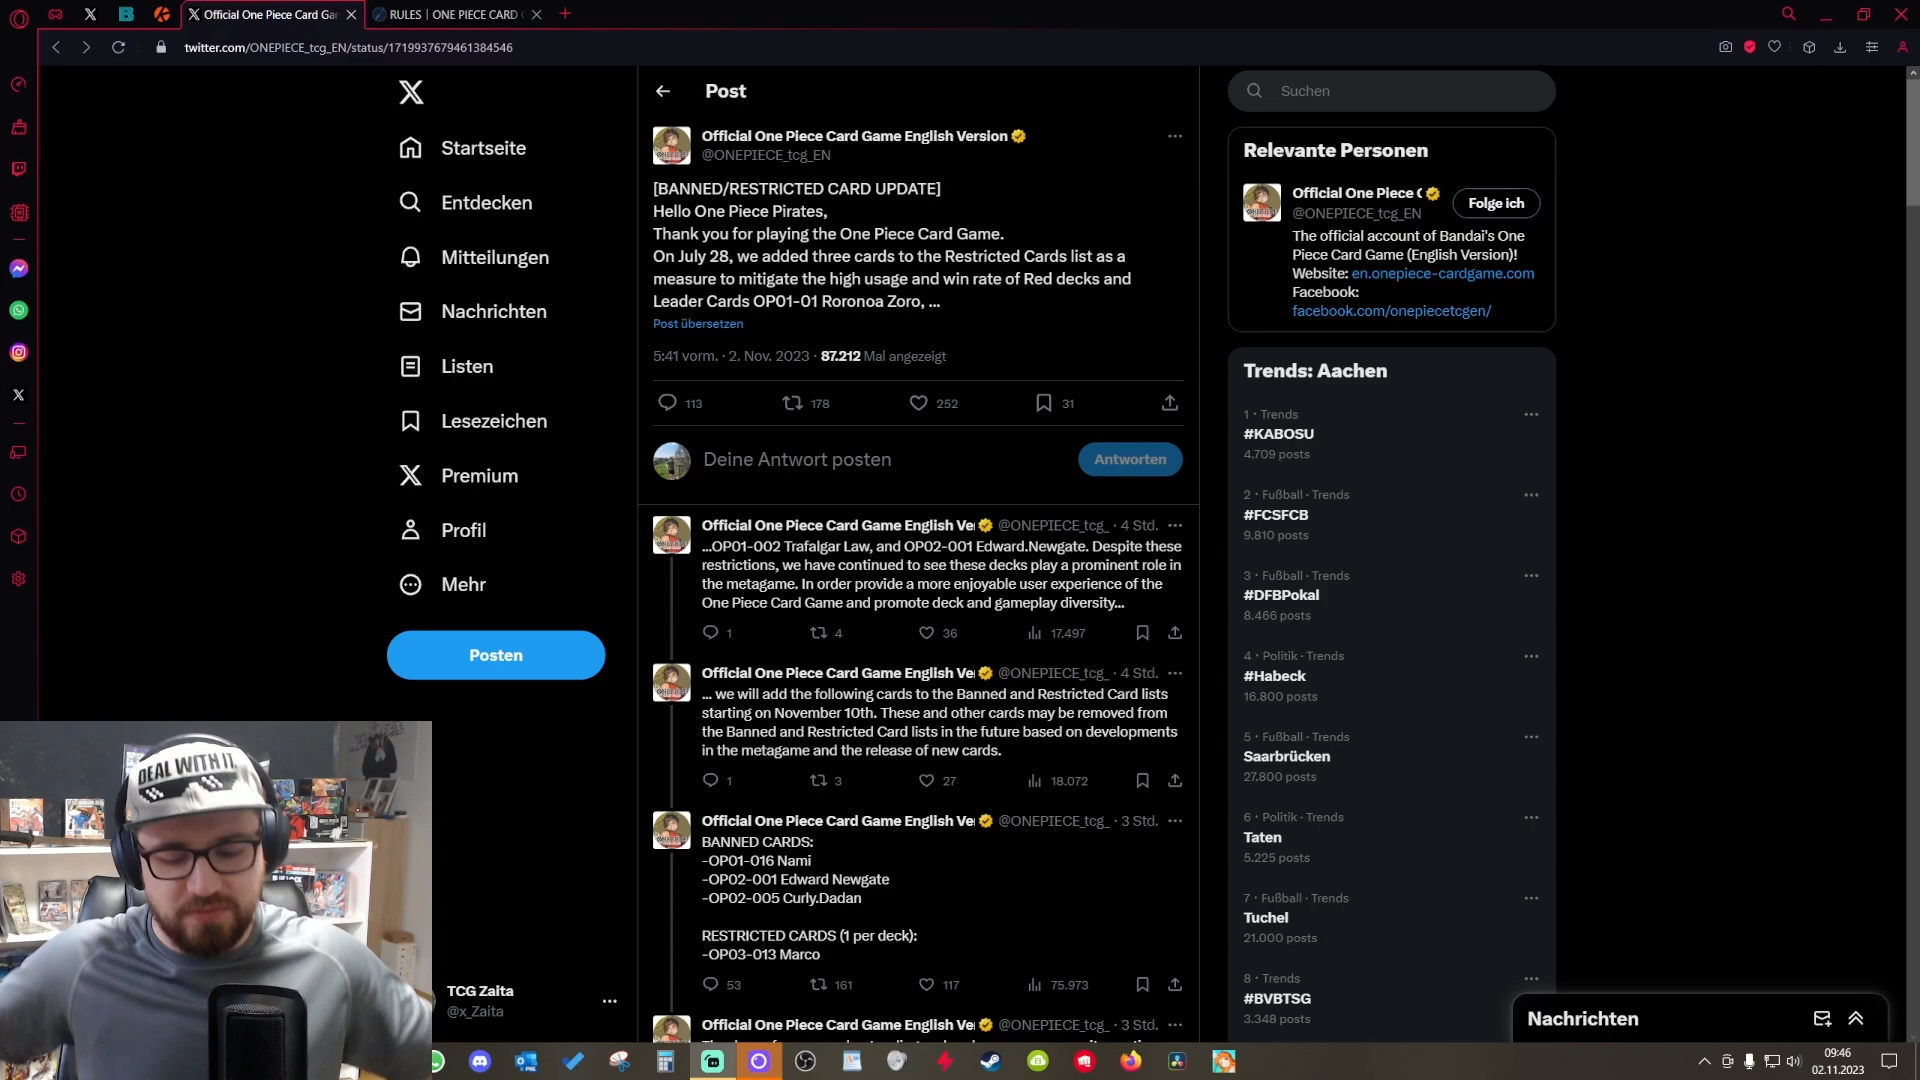 Official One Piece Card Gar
RULES | ONE PIECE CARD
twitter.com/ONEPIECE_tcg_EN/status/1719937679461384546
Startseite
Entdecken
Mitteilungen
Nachrichten
Listen
Lesezeichen
Premium
Profil
Mehr
Posten
TCG Zaita
@x_Zaita
DEAL WITH IT
Post
Official One Piece Card Game English Version
@ONEPIECE_tcg_EN
[BANNED/RESTRICTED CARD UPDATE]
Hello One Piece Pirates,
Thank you for playing the One Piece Card Game.
On July 28, we added three cards to the Restricted Cards list as a
measure to mitigate the high usage and win rate of Red decks and
Leader Cards OP01-01 Roronoa Zoro, ...
Post übersetzen
5:41 vorm. · 2. Nov. 2023 · 87.212 Mal angezeigt
113 178 252 31
Deine Antwort posten
Antworten
Official One Piece Card Game English Ver @ONEPIECE_tcg_ · 4 Std.
...OP01-002 Trafalgar Law, and OP02-001 Edward.Newgate. Despite these
restrictions, we have continued to see these decks play a prominent role in
the metagame. In order provide a more enjoyable user experience of the
One Piece Card Game and promote deck and gameplay diversity...
1 4 36 17.497
Official One Piece Card Game English Ver @ONEPIECE_tcg_ · 4 Std.
... we will add the following cards to the Banned and Restricted Card lists
starting on November 10th. These and other cards may be removed from
the Banned and Restricted Card lists in the future based on developments
in the metagame and the release of new cards.
1 3 27 18.072
Official One Piece Card Game English Ver @ONEPIECE_tcg_ · 3 Std.
BANNED CARDS:
-OP01-016 Nami
-OP02-001 Edward Newgate
-OP02-005 Curly.Dadan
RESTRICTED CARDS (1 per deck):
-OP03-013 Marco
53 161 117 75.973
Official One Piece Card Game English Ver @ONEPIECE_tcg_ · 3 Std.
Suchen
Relevante Personen
Official One Piece C
@ONEPIECE_tcg_EN
Folge ich
The official account of Bandai's One
Piece Card Game (English Version)!
Website: en.onepiece-cardgame.com
Facebook:
facebook.com/onepiecetcgen/
Trends: Aachen
1 · Trends
#KABOSU
4.709 posts
2 · Fußball · Trends
#FCSFCB
9.810 posts
3 · Fußball · Trends
#DFBPokal
8.466 posts
4 · Politik · Trends
#Habeck
16.800 posts
5 · Fußball · Trends
Saarbrücken
27.800 posts
6 · Politik · Trends
Taten
5.225 posts
7 · Fußball · Trends
Tuchel
21.000 posts
8 · Trends
#BVBTSG
3.348 posts
Nachrichten
09:46
02.11.2023